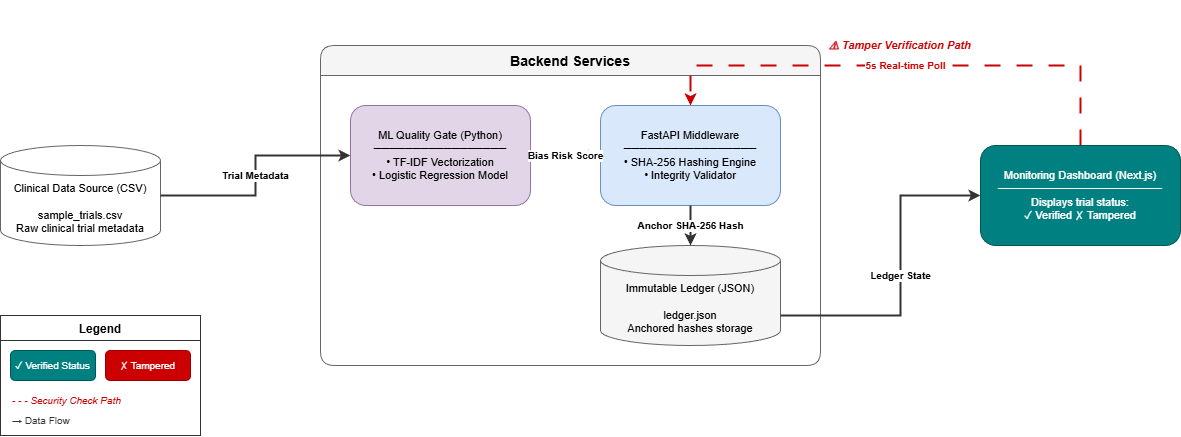 ⚠ Tamper Verification Path
5s Real-time Poll
Backend Services
ML Quality Gate (Python)
• TF-IDF Vectorization
• Logistic Regression Model
Bias Risk Score
FastAPI Middleware
• SHA-256 Hashing Engine
• Integrity Validator
Clinical Data Source (CSV)
sample_trials.csv
Raw clinical trial metadata
Trial Metadata
Anchor SHA-256 Hash
Immutable Ledger (JSON)
ledger.json
Anchored hashes storage
Ledger State
Monitoring Dashboard (Next.js)
Displays trial status:
✓ Verified ✗ Tampered
Legend
✓ Verified Status
✗ Tampered
- - - Security Check Path
→ Data Flow